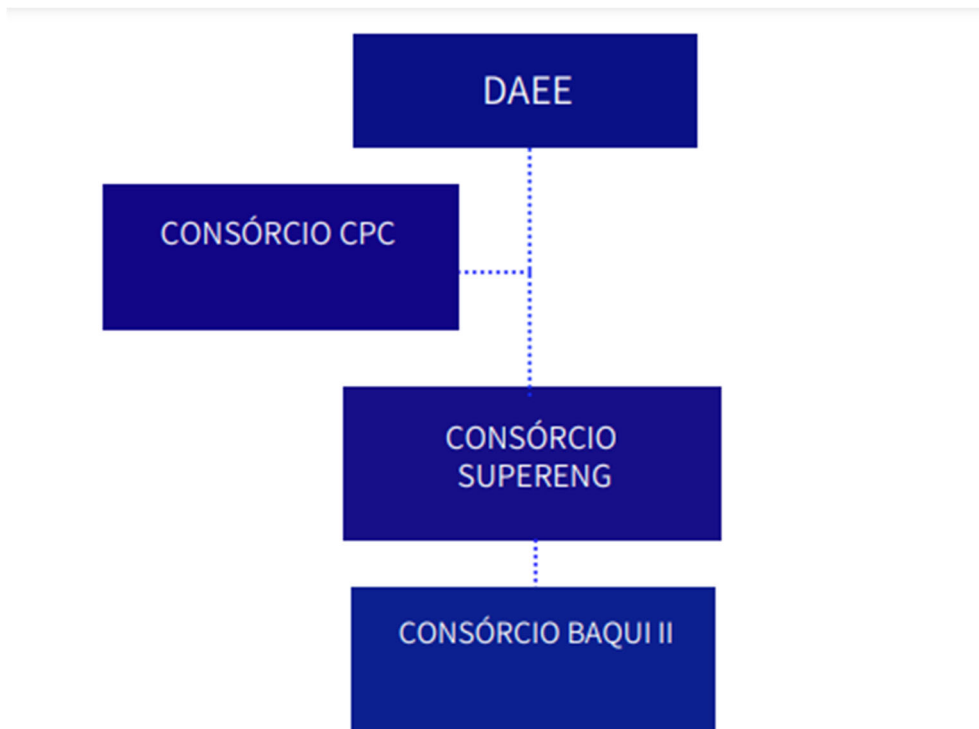 DAEE
CONSÓRCIO CPC
CONSÓRCIO
SUPERENG
CONSÓRCIO BAQUI II